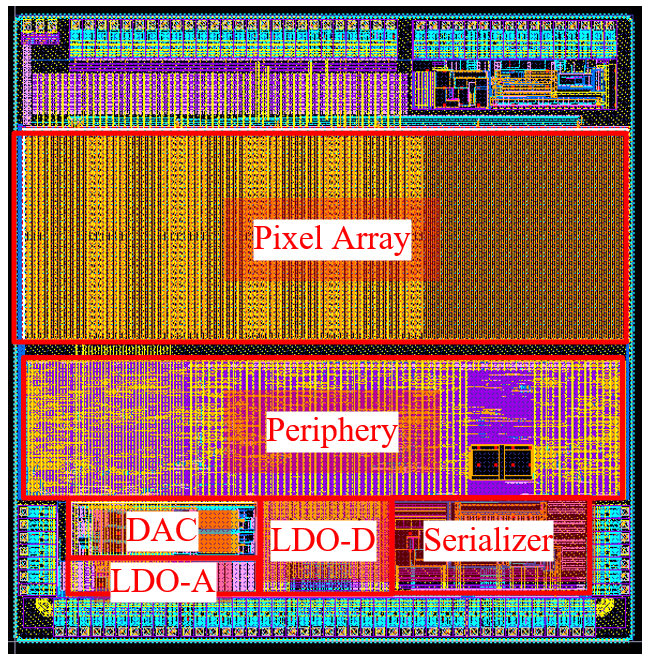 Pixel Array
Periphery
DAC
LDO-D
Serializer
LDO-A